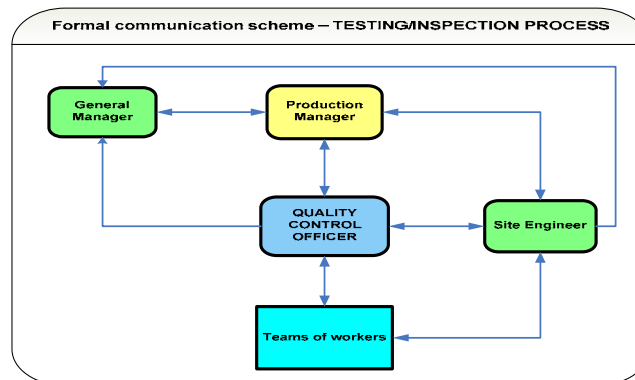 Formal communication scheme – TESTING/INSPECTION PROCESS
General
Manager
Production
Manager
QUALITY
CONTROL
OFFICER
Site Engineer
Teams of workers